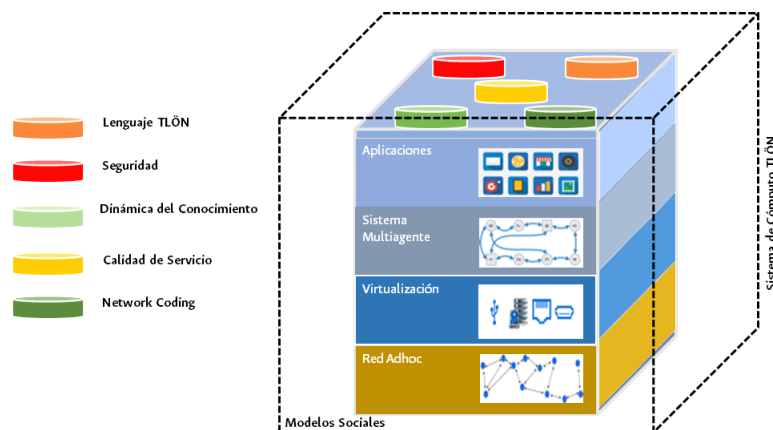 Lenguaje TLÖN
Seguridad
Dinámica del Conocimiento
Calidad de Servicio
Network Coding
Aplicaciones
Sistema
Multiagente
Virtualización
Red Adhoc
Modelos Sociales
Sistema de Cómputo TLÖN